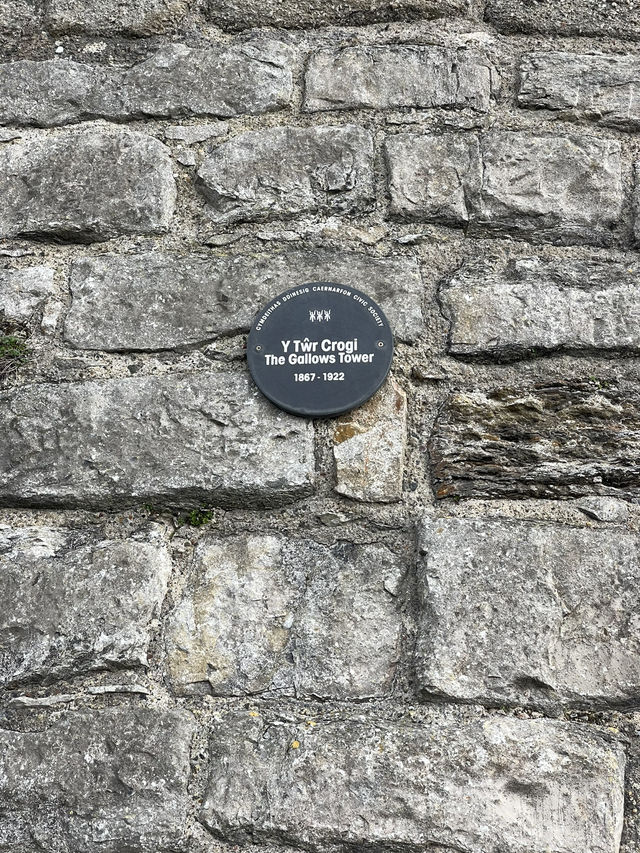 CYMDEITHAS DDINESIG CAERNARFON CIVIC SOCIETY
Y Tŵr Crogi
The Gallows Tower
1867 - 1922